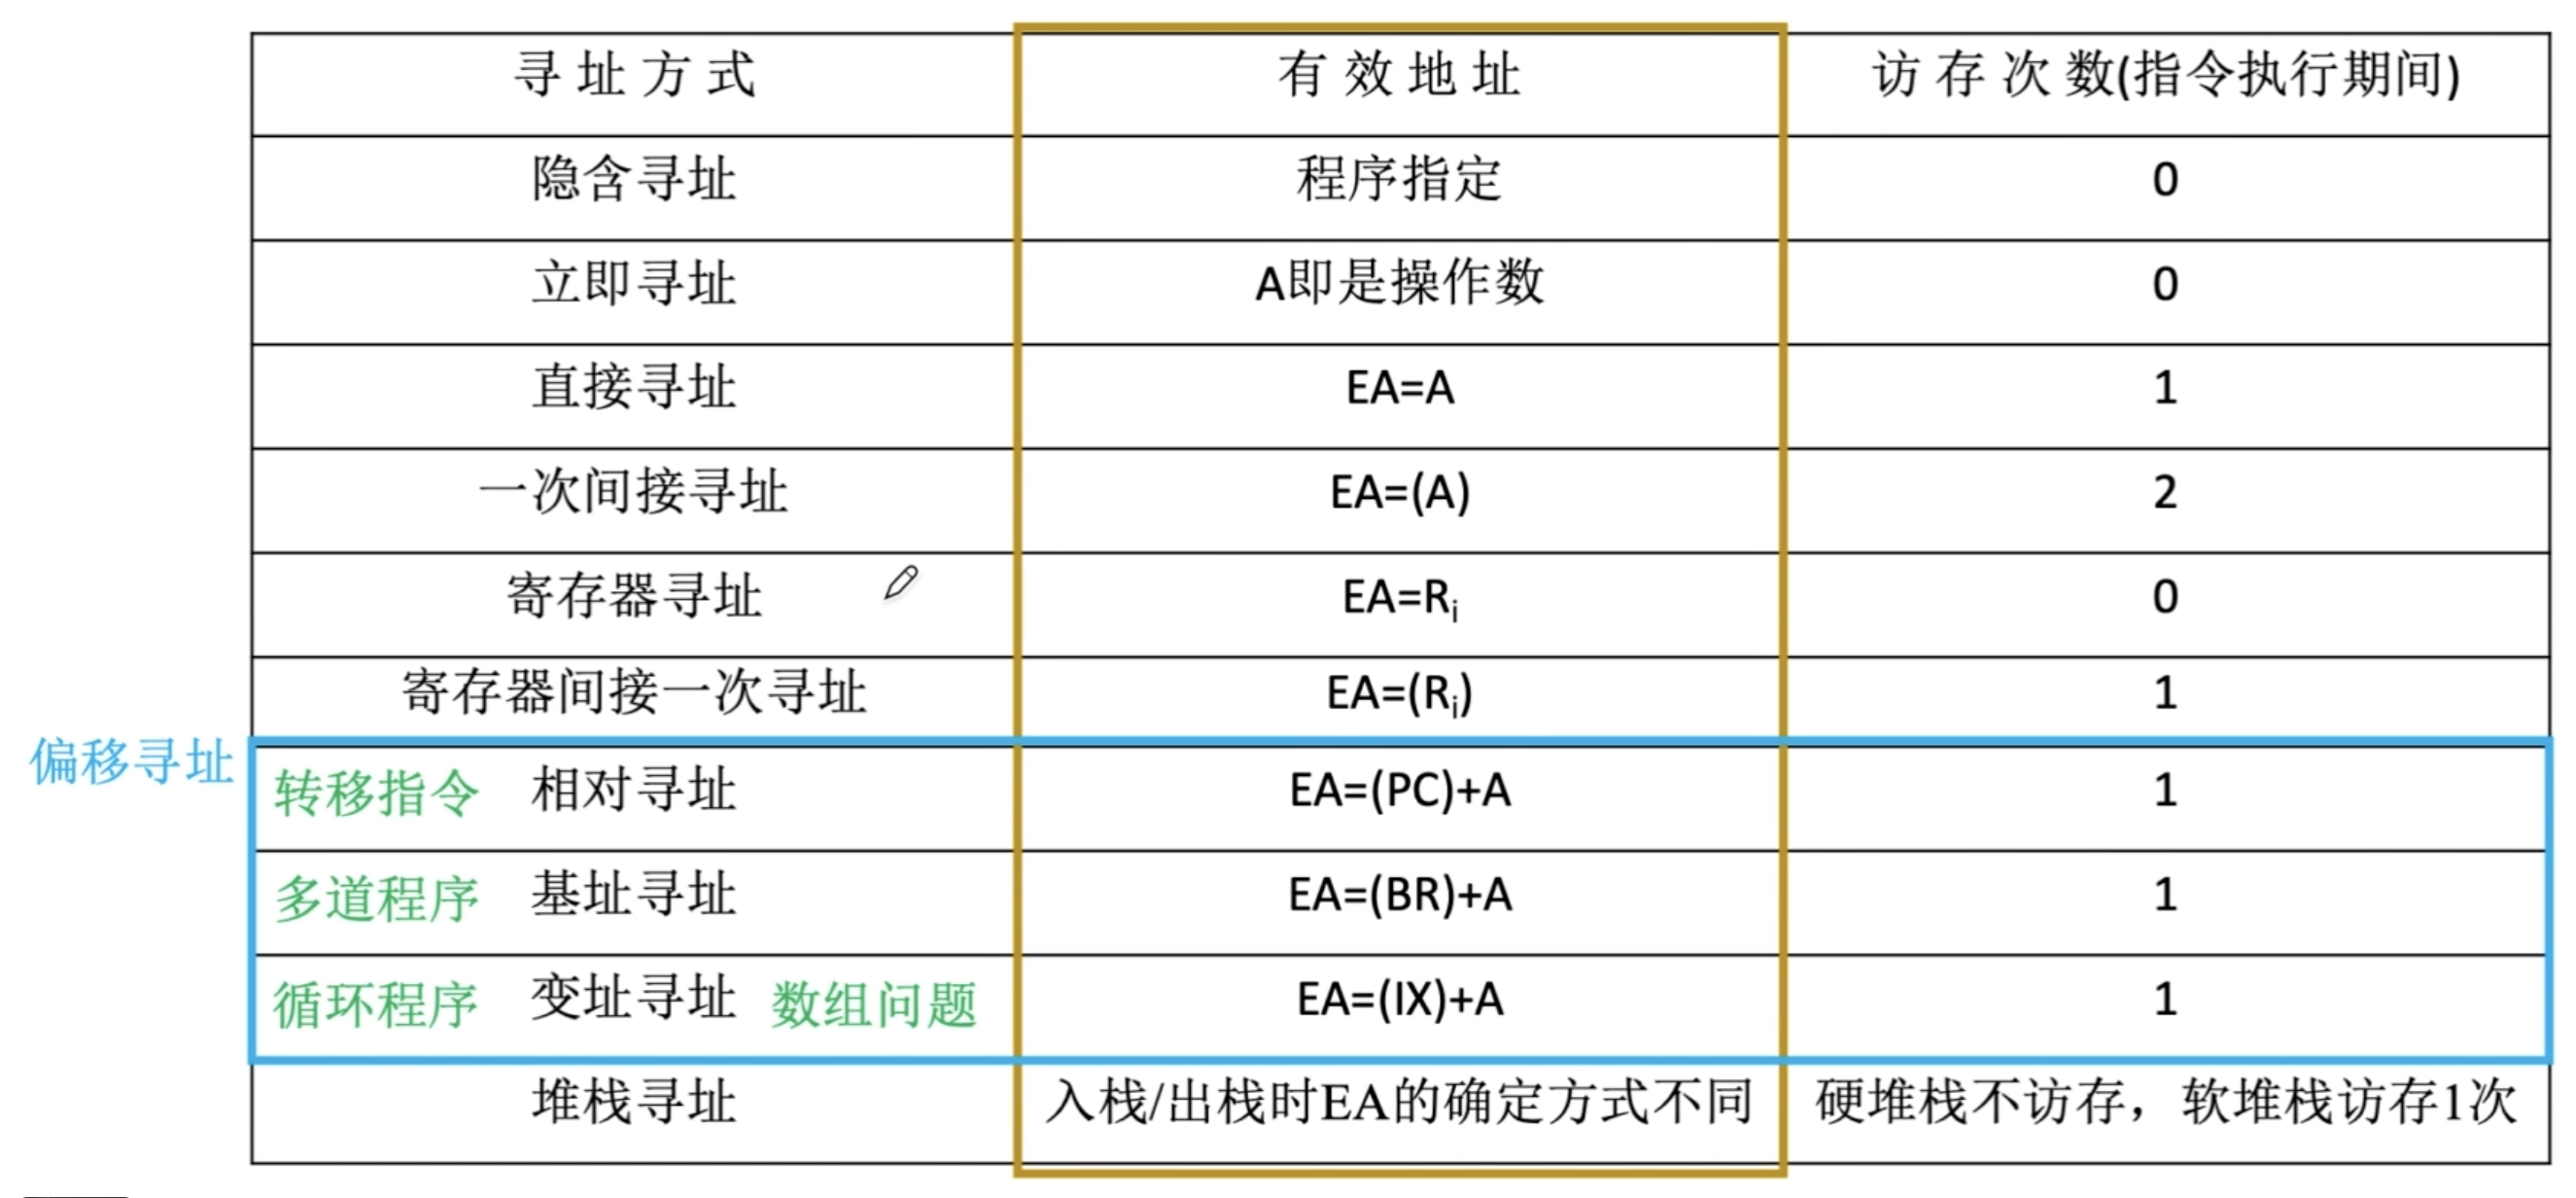 寻 址 方 式 有 效 地 址 访 存 次 数(指令执行期间)
隐含寻址 程序指定 0
立即寻址 A即是操作数 0
直接寻址 EA=A 1
一次间接寻址 EA=(A) 2
寄存器寻址 EA=Rᵢ 0
寄存器间接一次寻址 EA=(Rᵢ) 1
偏移寻址
转移指令 相对寻址 EA=(PC)+A 1
多道程序 基址寻址 EA=(BR)+A 1
循环程序 变址寻址 数组问题 EA=(IX)+A 1
堆栈寻址 入栈/出栈时EA的确定方式不同 硬堆栈不访存，软堆栈访存1次